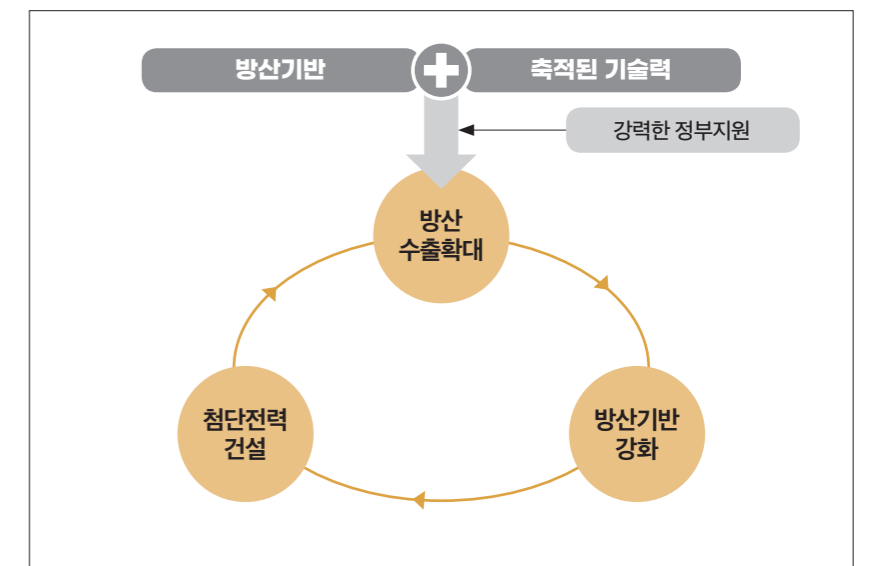 방산기반
축적된 기술력
강력한 정부지원
방산
수출확대
첨단전력
건설
방산기반
강화